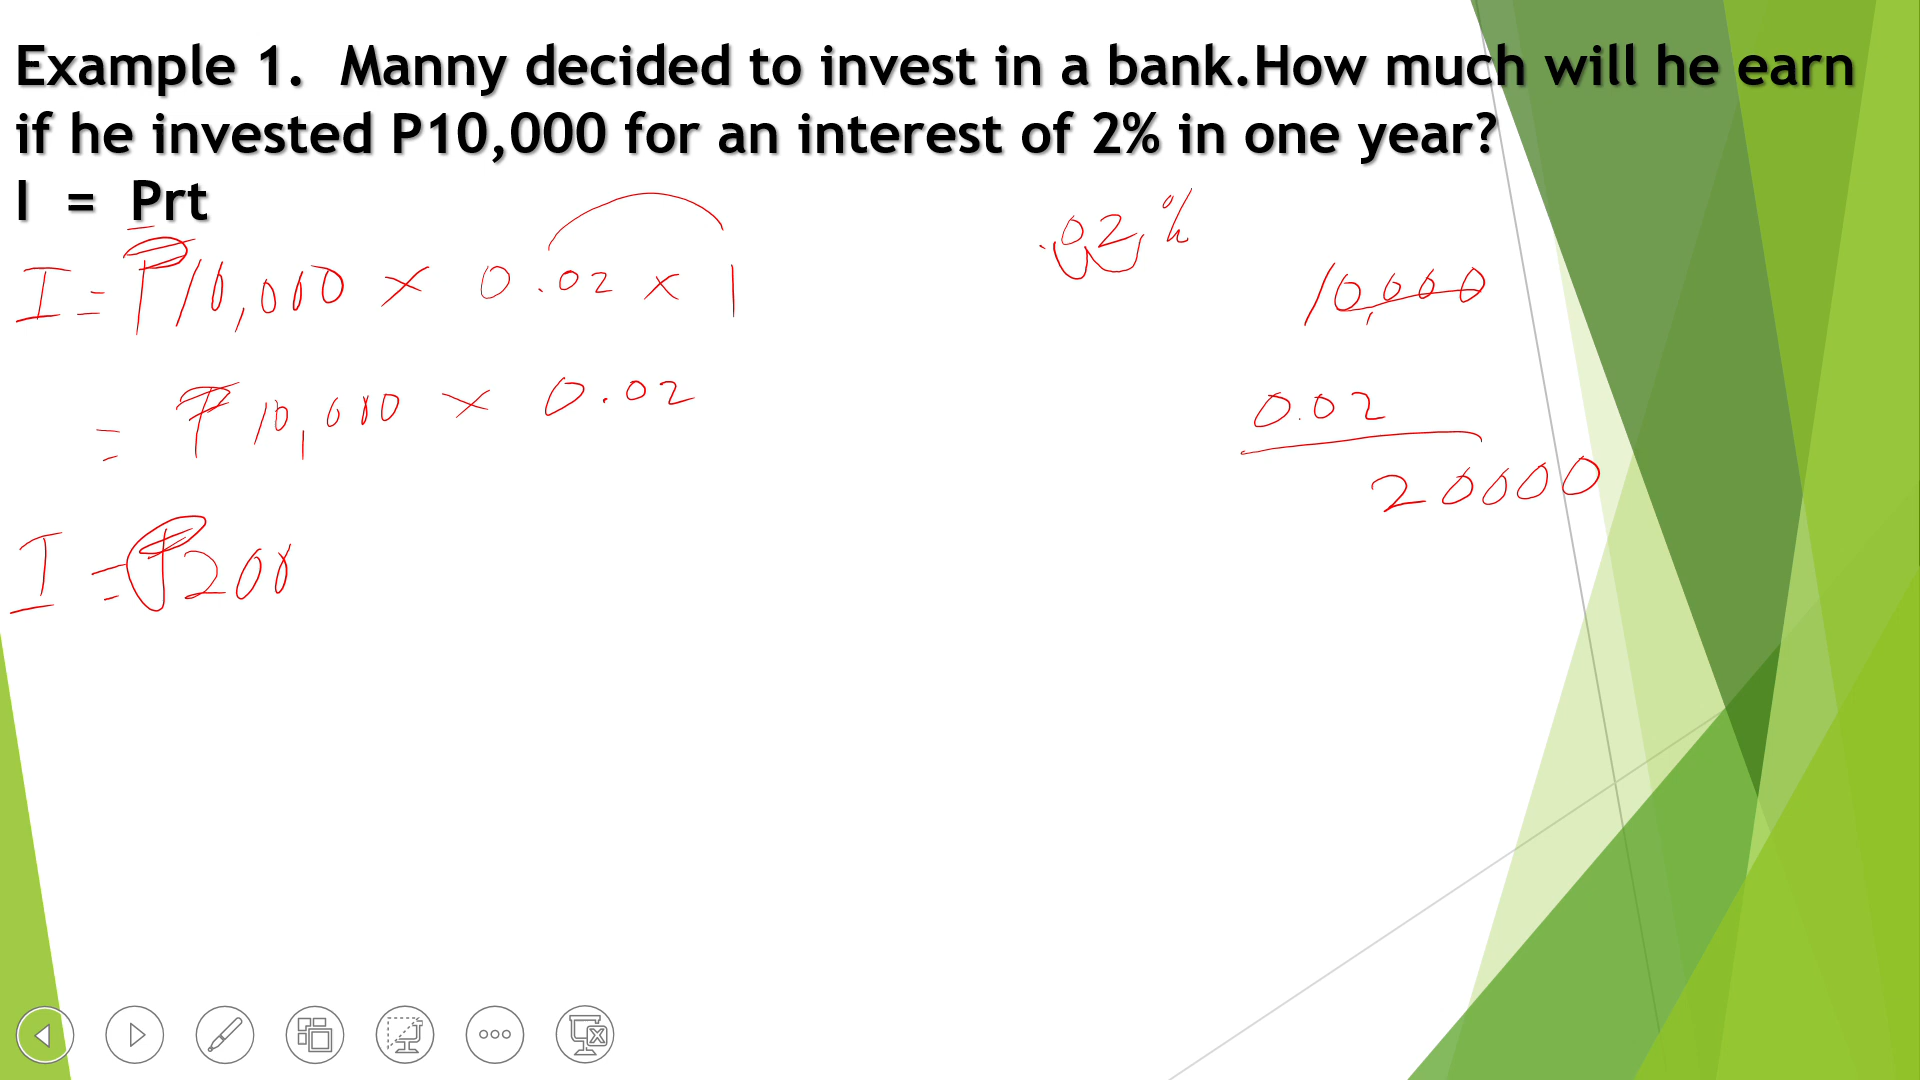 Example 1. Manny decided to invest in a bank.How much will he earn
if he invested P10,000 for an interest of 2% in one year?
I = Prt
.02 %
I = ₱10,000 × 0.02 × 1
10,000
= ₱10,000 × 0.02
0.02
20000
I = ₱200